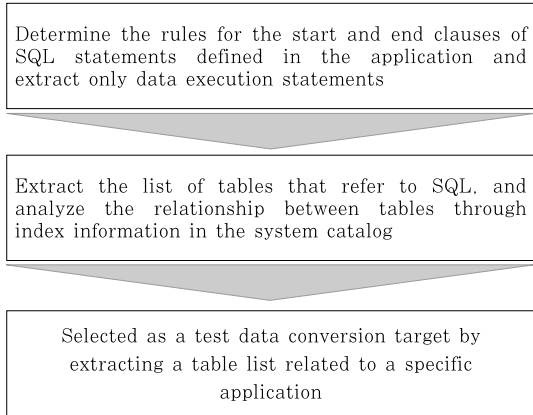 Determine the rules for the start and end clauses of
SQL statements defined in the application and
extract only data execution statements
Extract the list of tables that refer to SQL, and
analyze the relationship between tables through
index information in the system catalog
Selected as a test data conversion target by
extracting a table list related to a specific
application